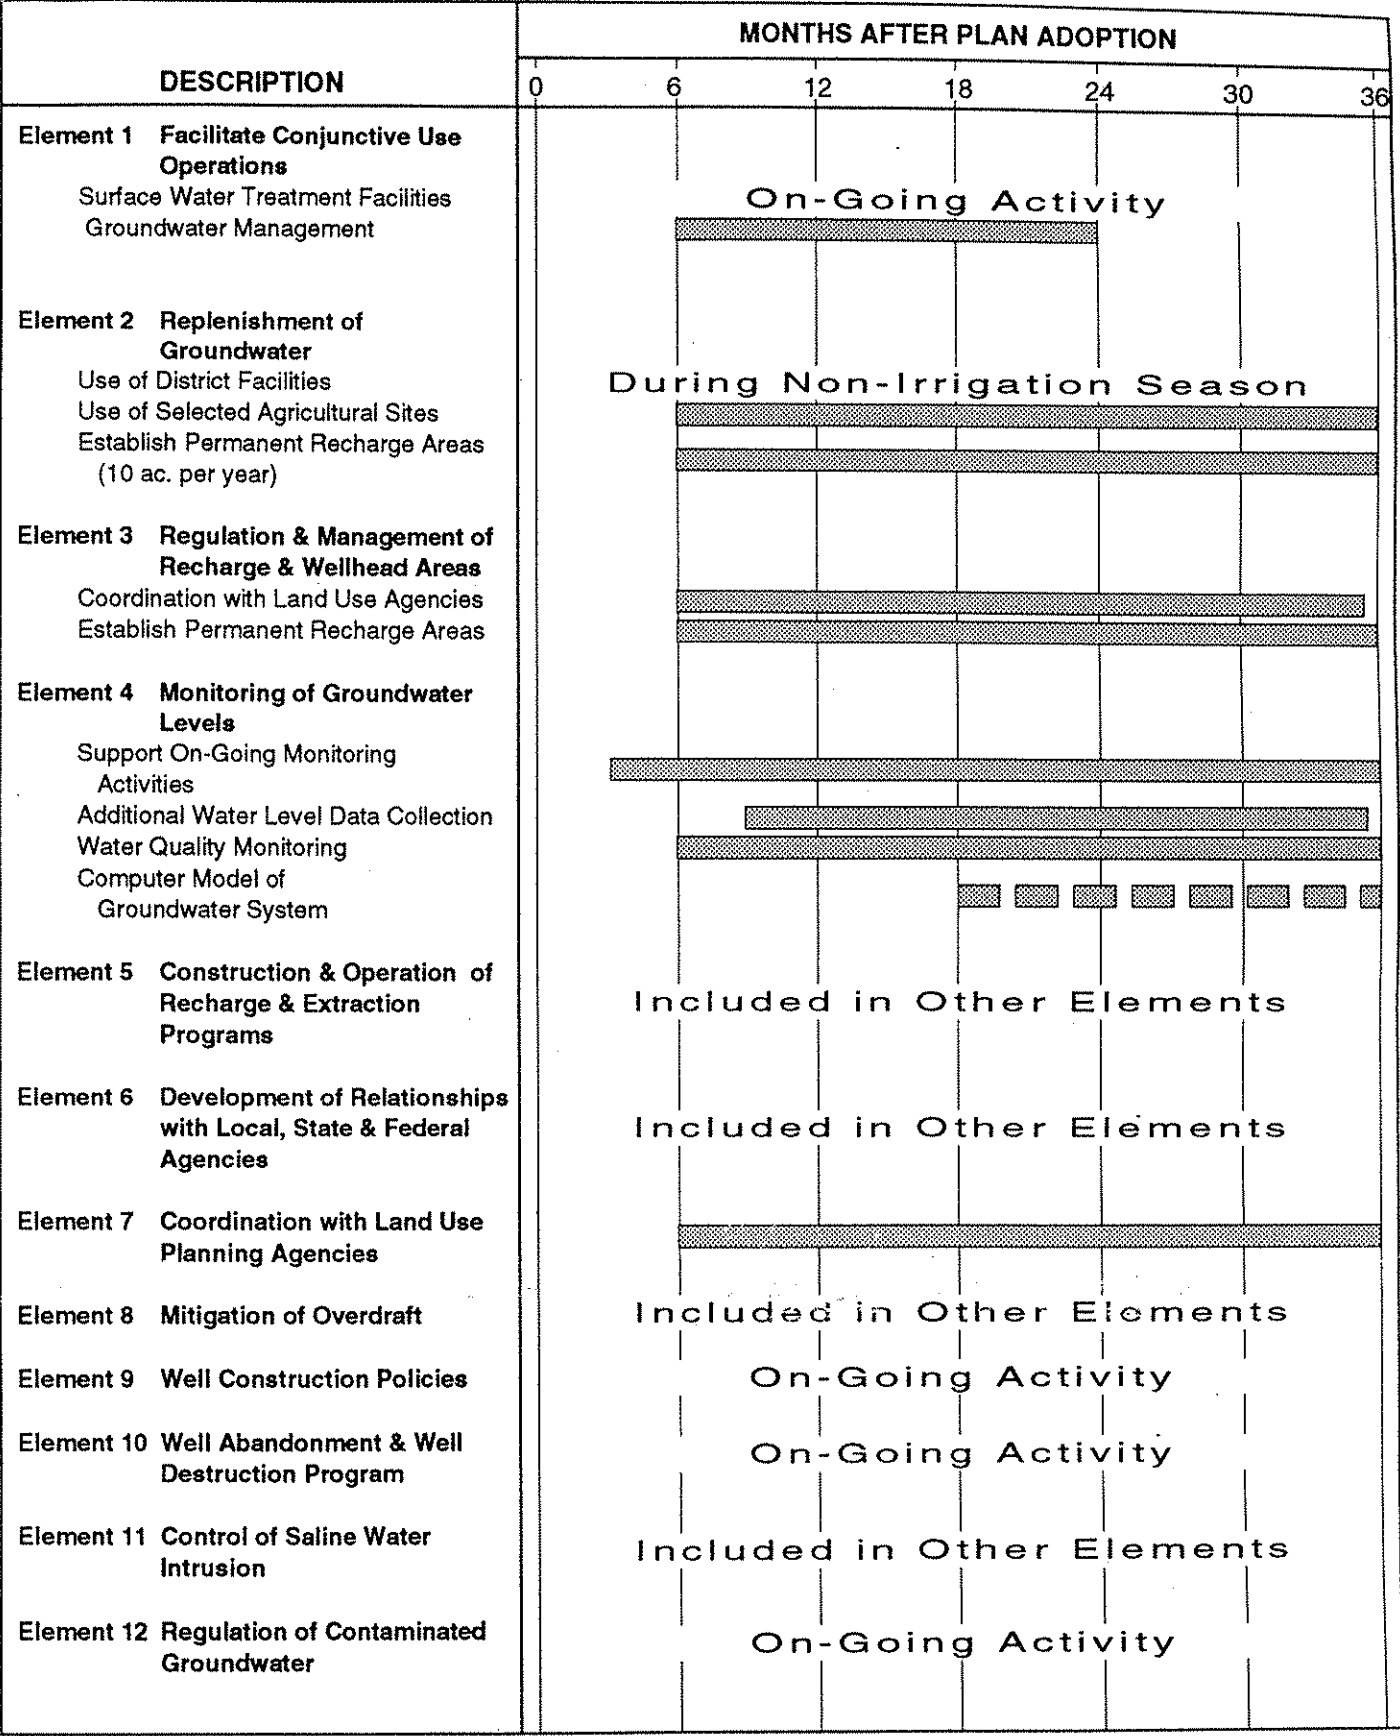 MONTHS AFTER PLAN ADOPTION
DESCRIPTION
0 6 12 18 24 30 36
Element 1 Facilitate Conjunctive Use
Operations
Surface Water Treatment Facilities On-Going Activity
Groundwater Management
Element 2 Replenishment of
Groundwater
Use of District Facilities During Non-Irrigation Season
Use of Selected Agricultural Sites
Establish Permanent Recharge Areas
(10 ac. per year)
Element 3 Regulation & Management of
Recharge & Wellhead Areas
Coordination with Land Use Agencies
Establish Permanent Recharge Areas
Element 4 Monitoring of Groundwater
Levels
Support On-Going Monitoring
Activities
Additional Water Level Data Collection
Water Quality Monitoring
Computer Model of
Groundwater System
Element 5 Construction & Operation of
Recharge & Extraction Included in Other Elements
Programs
Element 6 Development of Relationships
with Local, State & Federal Included in Other Elements
Agencies
Element 7 Coordination with Land Use
Planning Agencies
Element 8 Mitigation of Overdraft Included in Other Elements
Element 9 Well Construction Policies On-Going Activity
Element 10 Well Abandonment & Well On-Going Activity
Destruction Program
Element 11 Control of Saline Water Included in Other Elements
Intrusion
Element 12 Regulation of Contaminated On-Going Activity
Groundwater